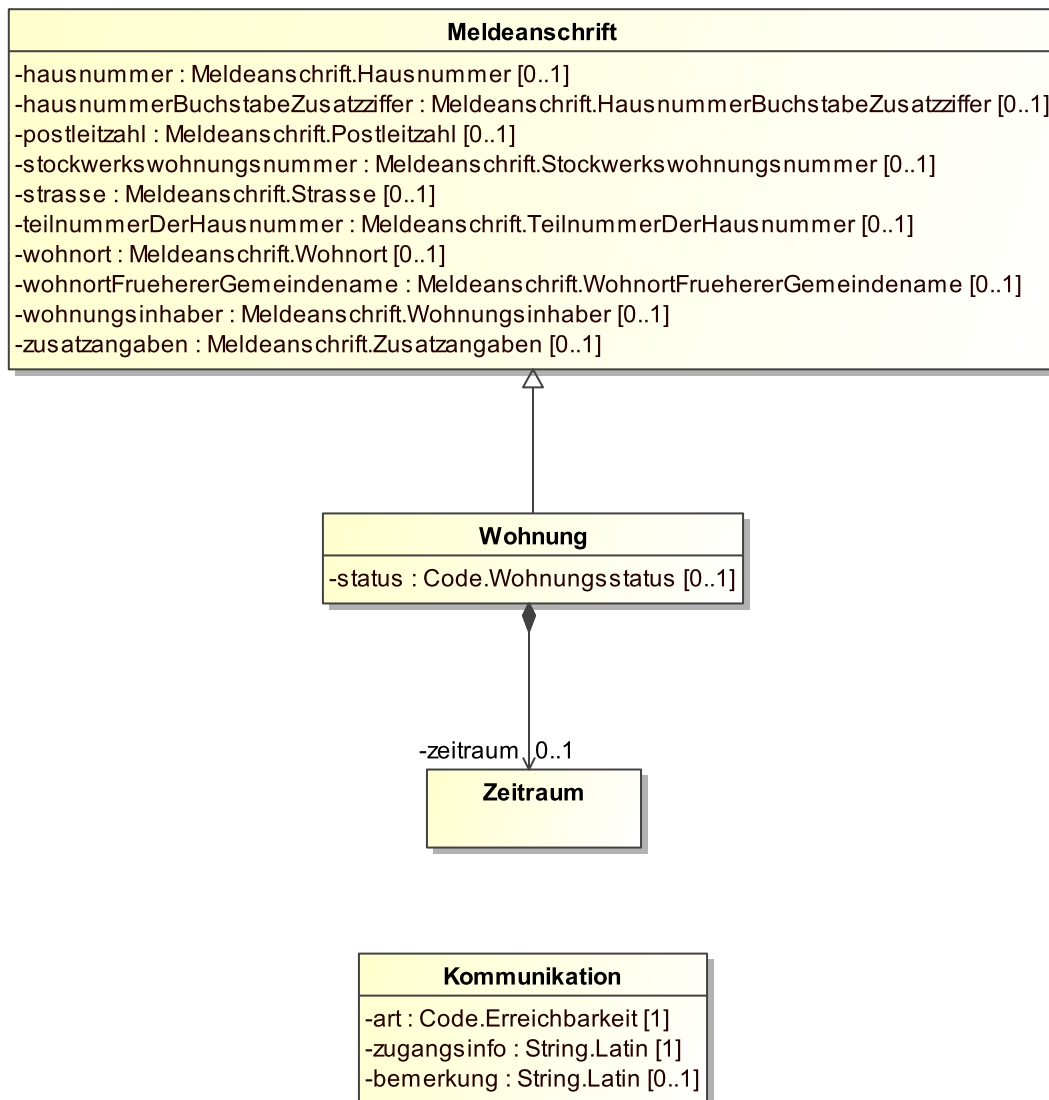 Meldeanschrift
-hausnummer : Meldeanschrift.Hausnummer [0..1]
-hausnummerBuchstabeZusatzziffer : Meldeanschrift.HausnummerBuchstabeZusatzziffer [0..1]
-postleitzahl : Meldeanschrift.Postleitzahl [0..1]
-stockwerkswohnungsnummer : Meldeanschrift.Stockwerkswohnungsnummer [0..1]
-strasse : Meldeanschrift.Strasse [0..1]
-teilnummerDerHausnummer : Meldeanschrift.TeilnummerDerHausnummer [0..1]
-wohnort : Meldeanschrift.Wohnort [0..1]
-wohnortFruehererGemeindename : Meldeanschrift.WohnortFruehererGemeindename [0..1]
-wohnungsinhaber : Meldeanschrift.Wohnungsinhaber [0..1]
-zusatzangaben : Meldeanschrift.Zusatzangaben [0..1]
Wohnung
-status : Code.Wohnungsstatus [0..1]
-zeitraum 0..1
Zeitraum
Kommunikation
-art : Code.Erreichbarkeit [1]
-zugangsinfo : String.Latin [1]
-bemerkung : String.Latin [0..1]